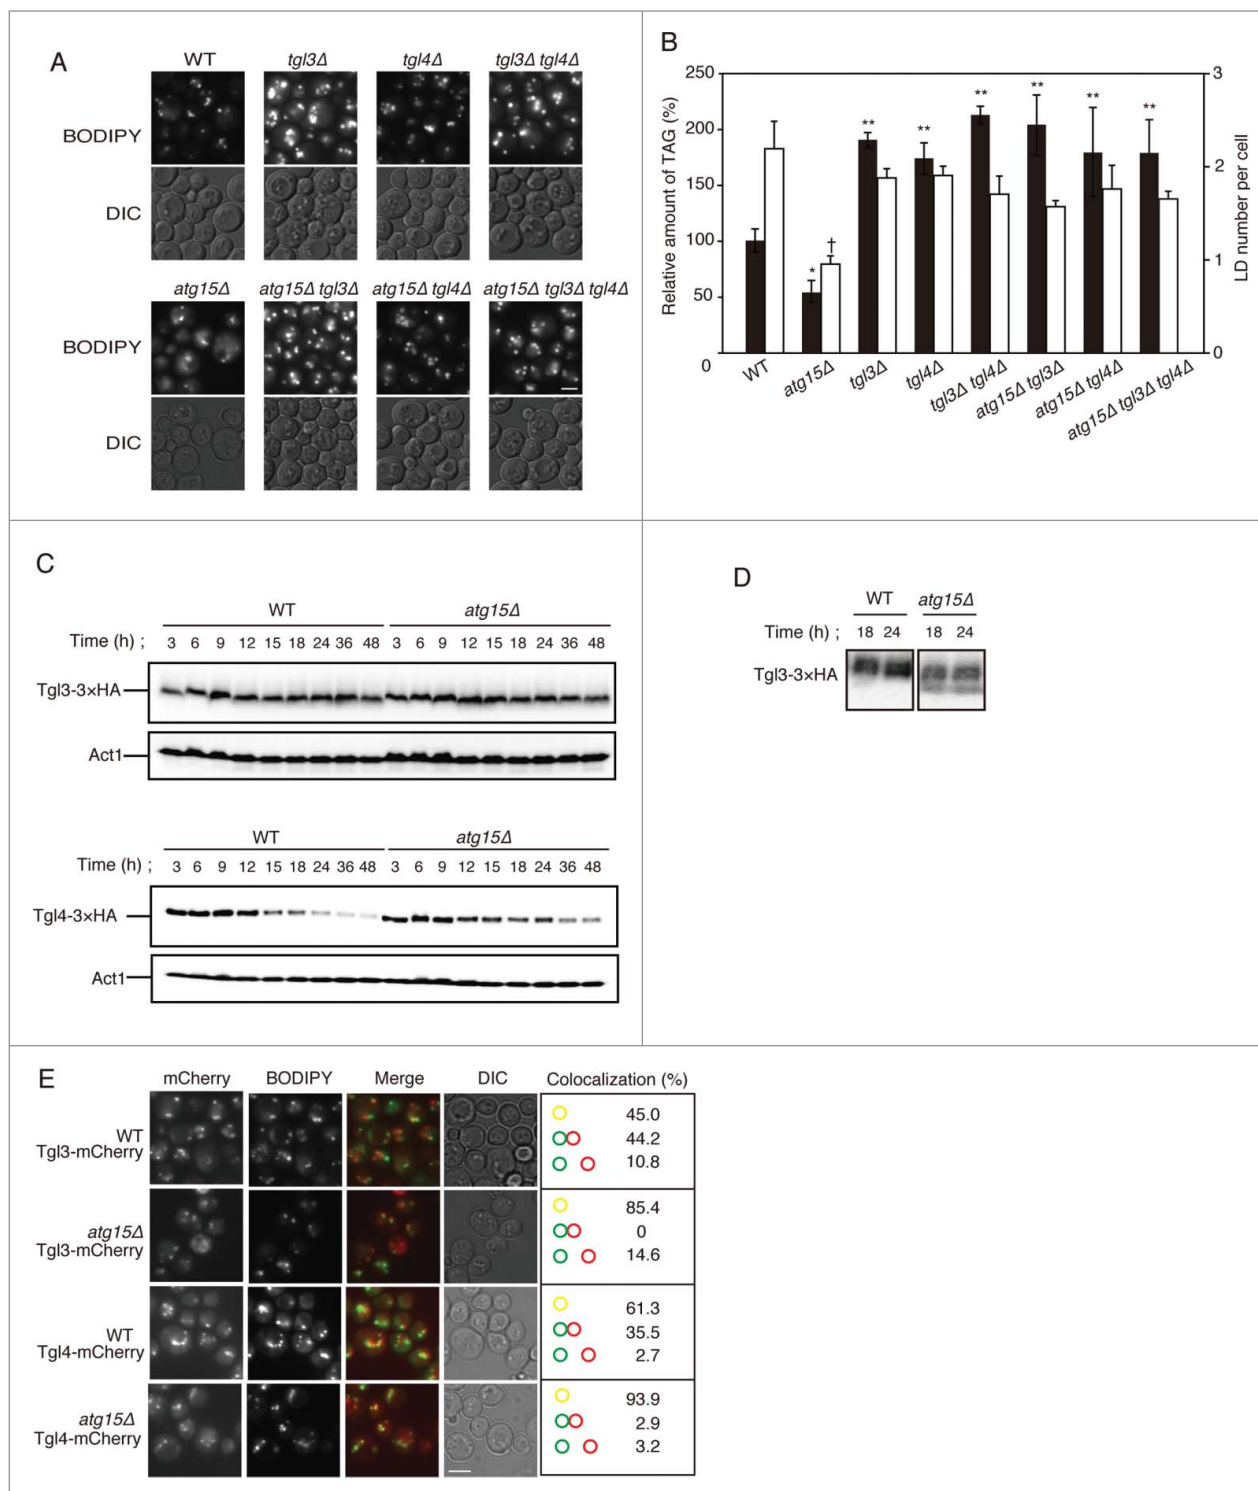 A
WT
tgl3Δ
tgl4Δ
tgl3Δ tgl4Δ
BODIPY
DIC
atg15Δ
atg15Δ tgl3Δ
atg15Δ tgl4Δ
atg15Δ tgl3Δ tgl4Δ
BODIPY
DIC
B
Relative amount of TAG (%)
250
200
150
100
50
0
LD number per cell
3
2
1
0
*
†
**
**
**
**
**
**
WT
atg15Δ
tgl3Δ
tgl4Δ
tgl3Δ tgl4Δ
atg15Δ tgl3Δ
atg15Δ tgl4Δ
atg15Δ tgl3Δ tgl4Δ
C
WT atg15Δ
Time (h) ; 3 6 9 12 15 18 24 36 48 3 6 9 12 15 18 24 36 48
Tgl3-3×HA
Act1
WT atg15Δ
Time (h) ; 3 6 9 12 15 18 24 36 48 3 6 9 12 15 18 24 36 48
Tgl4-3×HA
Act1
D
WT atg15Δ
Time (h) ; 18 24 18 24
Tgl3-3×HA
E
mCherry BODIPY Merge DIC Colocalization (%)
WT
Tgl3-mCherry
45.0
44.2
10.8
atg15Δ
Tgl3-mCherry
85.4
0
14.6
WT
Tgl4-mCherry
61.3
35.5
2.7
atg15Δ
Tgl4-mCherry
93.9
2.9
3.2